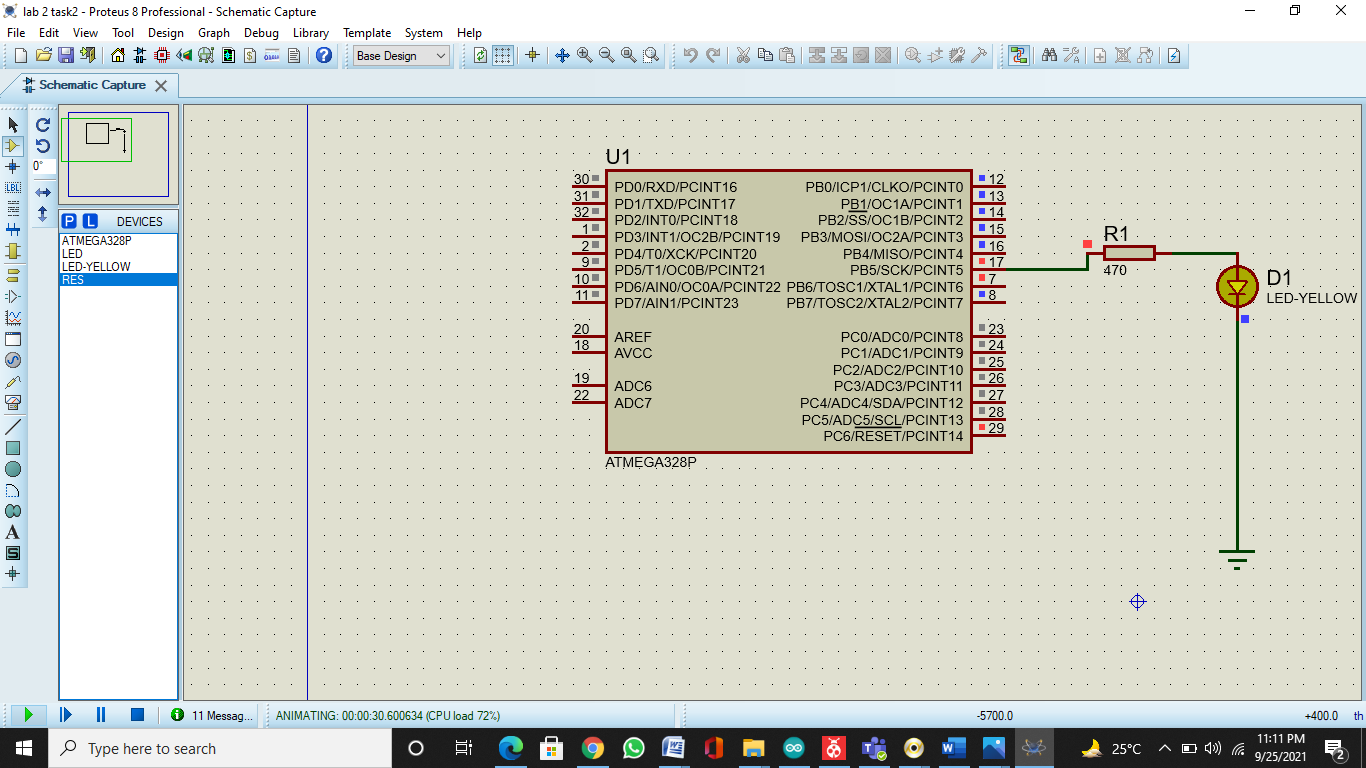 lab 2 task2 - Proteus 8 Professional - Schematic Capture
File Edit View Tool Design Graph Debug Library Template System Help
Base Design
Schematic Capture
0°
P L DEVICES
ATMEGA328P
LED
LED-YELLOW
RES
LBL
A
S
U1
30 PD0/RXD/PCINT16
31 PD1/TXD/PCINT17
32 PD2/INT0/PCINT18
1 PD3/INT1/OC2B/PCINT19
2 PD4/T0/XCK/PCINT20
9 PD5/T1/OC0B/PCINT21
10 PD6/AIN0/OC0A/PCINT22
11 PD7/AIN1/PCINT23
20 AREF
18 AVCC
19 ADC6
22 ADC7
PB0/ICP1/CLKO/PCINT0 12
PB1/OC1A/PCINT1 13
PB2/SS/OC1B/PCINT2 14
PB3/MOSI/OC2A/PCINT3 15
PB4/MISO/PCINT4 16
PB5/SCK/PCINT5 17
PB6/TOSC1/XTAL1/PCINT6 7
PB7/TOSC2/XTAL2/PCINT7 8
PC0/ADC0/PCINT8 23
PC1/ADC1/PCINT9 24
PC2/ADC2/PCINT10 25
PC3/ADC3/PCINT11 26
PC4/ADC4/SDA/PCINT12 27
PC5/ADC5/SCL/PCINT13 28
PC6/RESET/PCINT14 29
ATMEGA328P
R1
470
D1
LED-YELLOW
11 Messag... ANIMATING: 00:00:30.600634 (CPU load 72%) -5700.0 +400.0 th
Type here to search
25°C
11:11 PM
9/25/2021
2